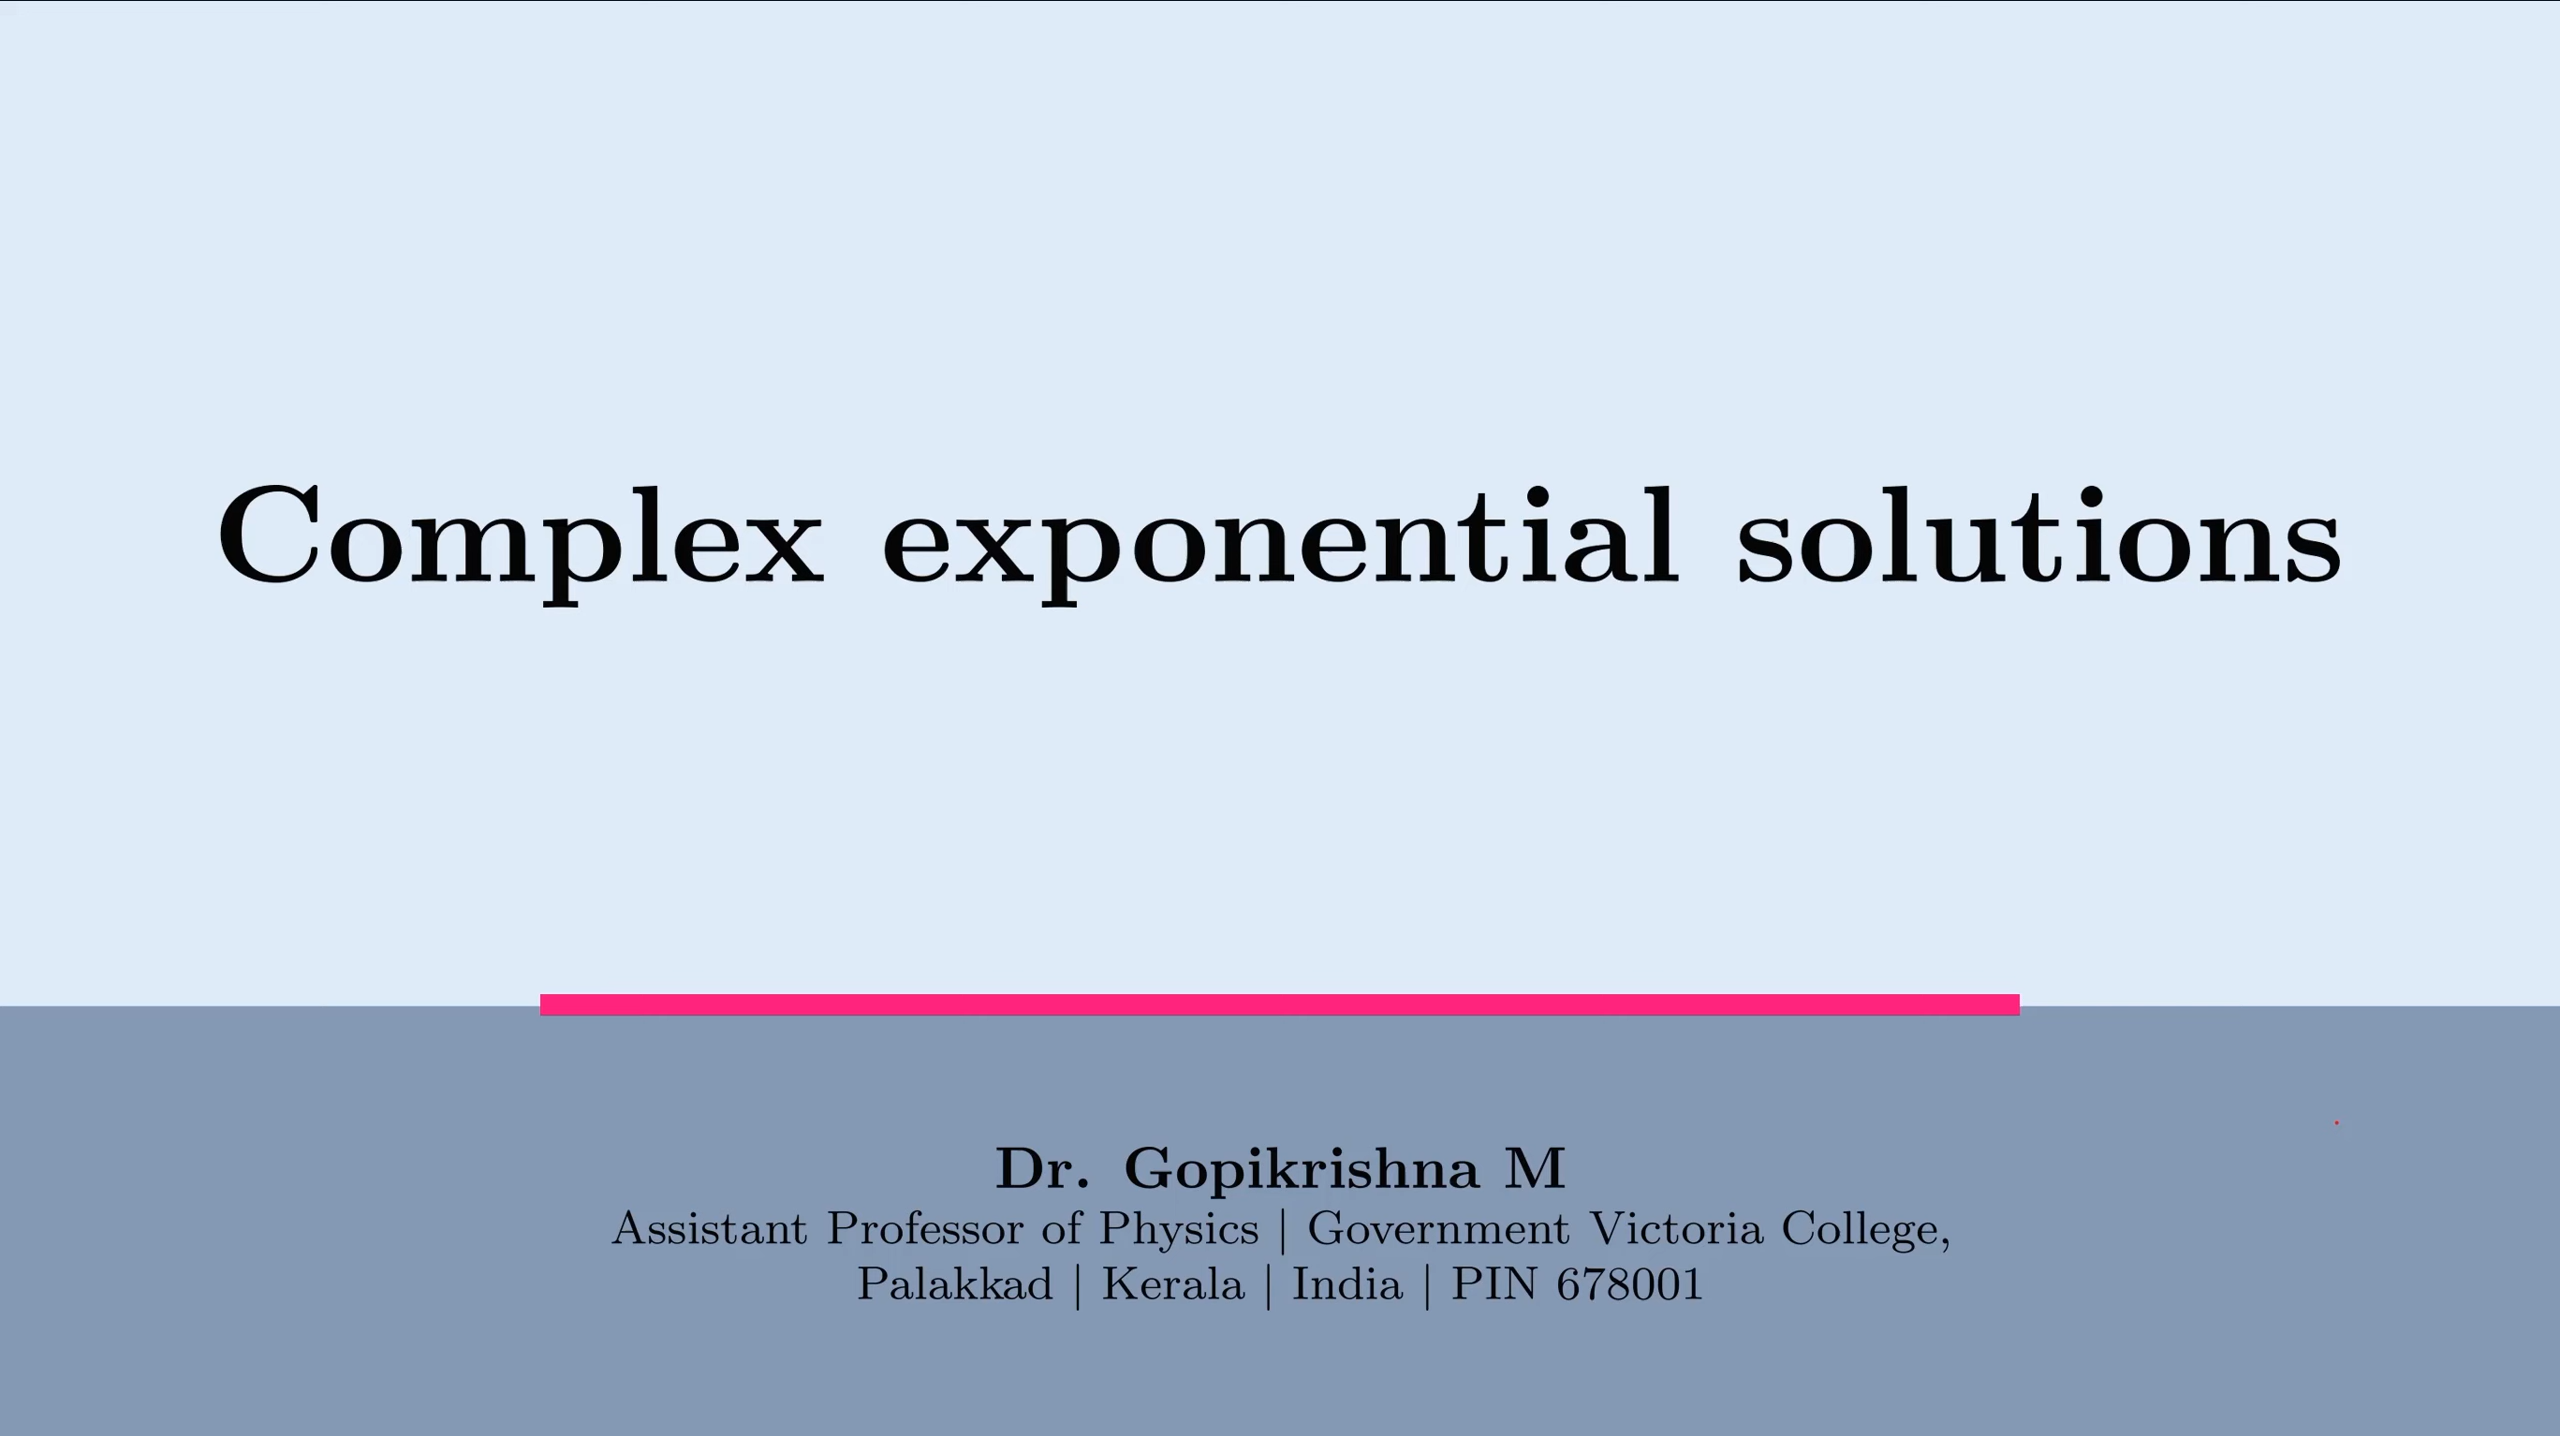 Complex exponential solutions
Dr. Gopikrishna M
Assistant Professor of Physics | Government Victoria College,
Palakkad | Kerala | India | PIN 678001